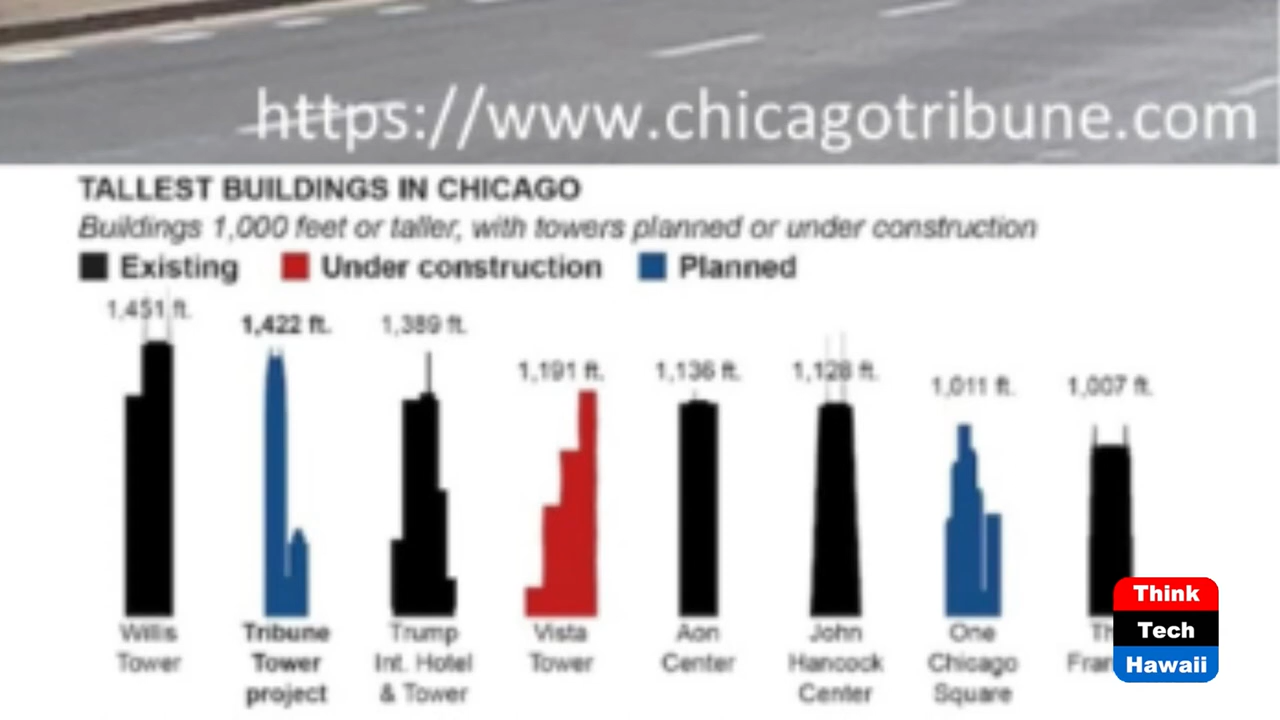 https://www.chicagotribune.com
TALLEST BUILDINGS IN CHICAGO
Buildings 1,000 feet or taller, with towers planned or under construction
Existing Under construction Planned
1,451 ft. 1,422 ft. 1,389 ft. 1,191 ft. 1,136 ft. 1,128 ft. 1,011 ft. 1,007 ft.
Willis Tower
Tribune Tower project
Trump Int. Hotel & Tower
Vista Tower
Aon Center
John Hancock Center
One Chicago Square
Think
Tech
Hawaii